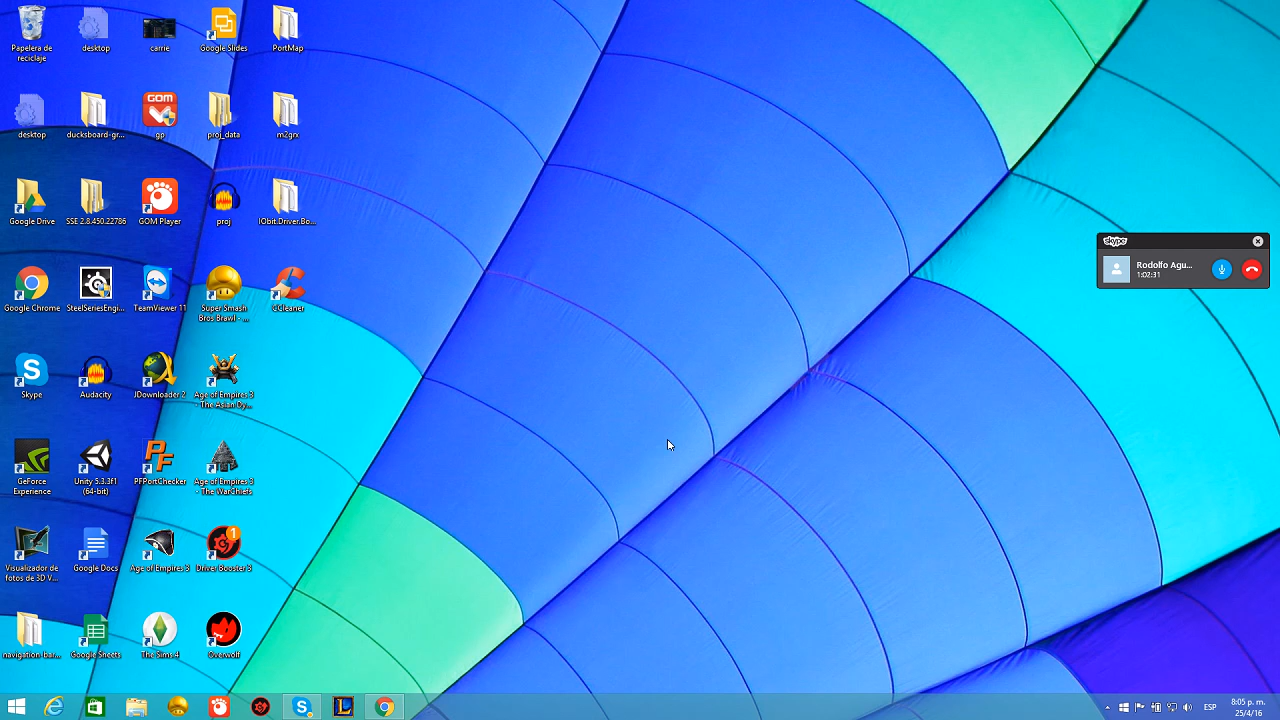 Papelera de
reciclaje
desktop
carrie
Google Slides
PortMap
desktop
ducksboard-gr...
GOM
gp
proj_data
m2grx
Google Drive
SSE 2.8.450.22786
GOM Player
proj
IObit.Driver.Bo...
Google Chrome
SteelSeriesEngi...
TeamViewer 11
Super Smash
Bros Brawl - ...
CCleaner
Skype
Audacity
JDownloader 2
Age of Empires 3
- The Asian Dy...
GeForce
Experience
Unity 5.3.3f1
(64-bit)
PF
PFPortChecker
Age of Empires 3
- The WarChiefs
Visualizador de
fotos de 3D V...
Google Docs
Age of Empires 3
1
Driver Booster 3
navigation-bar...
Google Sheets
The Sims 4
Overwolf
skype
Rodolfo Agu...
1:02:31
ESP
8:05 p. m.
25/4/16